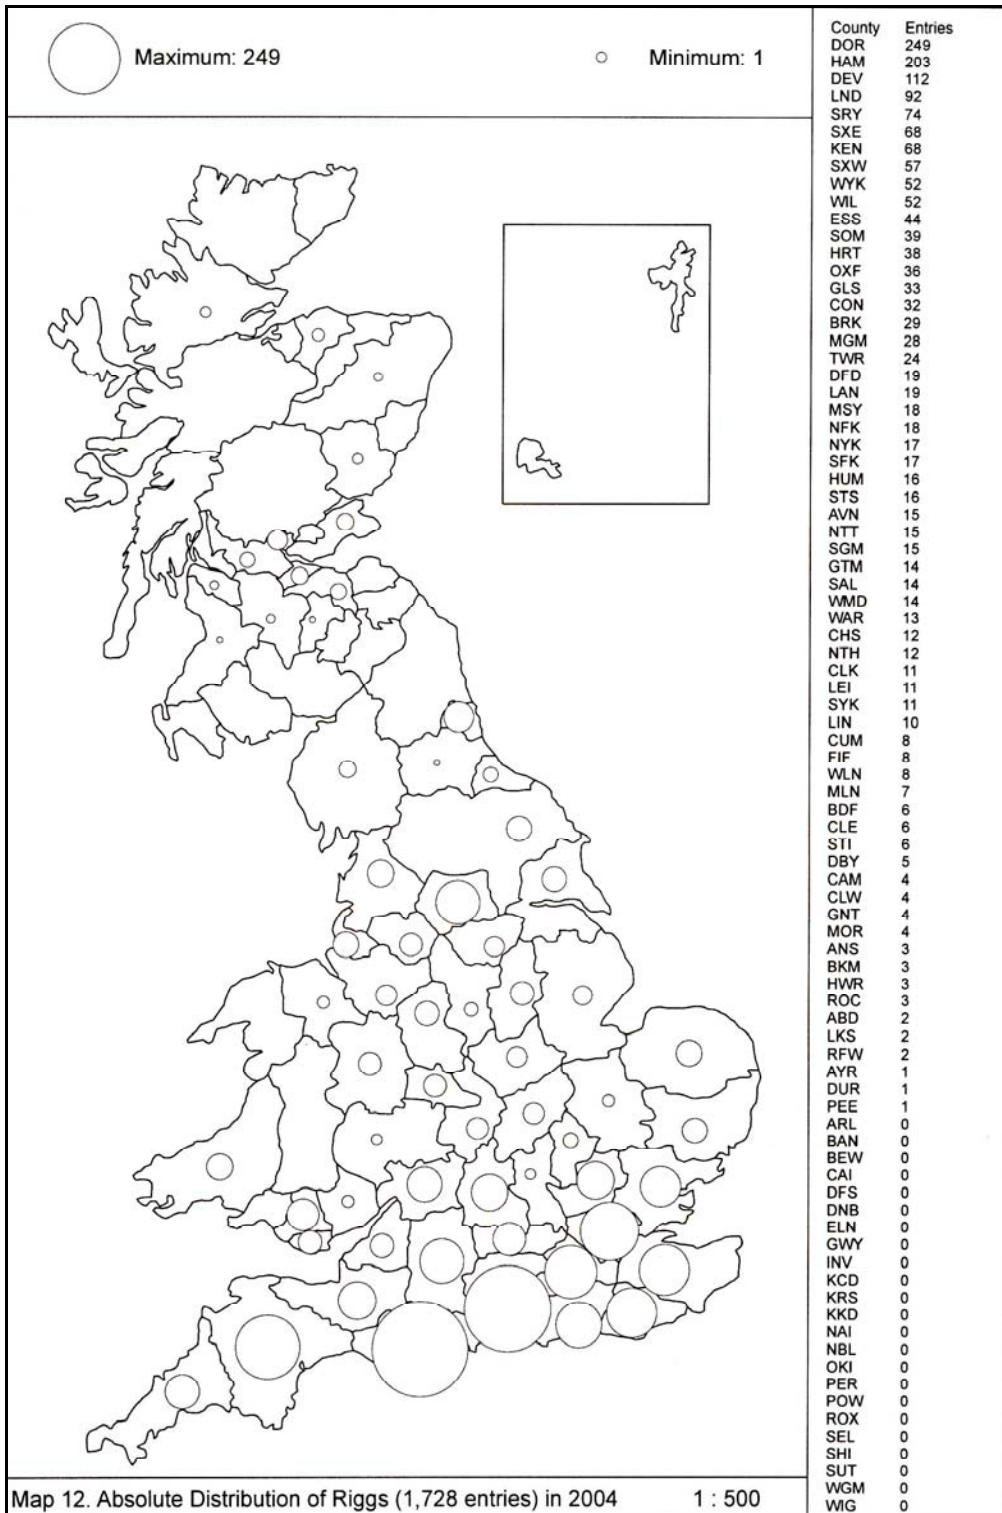 Maximum: 249
Minimum: 1
County Entries
DOR 249
HAM 203
DEV 112
LND 92
SRY 74
SXE 68
KEN 68
SXW 57
WYK 52
WIL 52
ESS 44
SOM 39
HRT 38
OXF 36
GLS 33
CON 32
BRK 29
MGM 28
TWR 24
DFD 19
LAN 19
MSY 18
NFK 18
NYK 17
SFK 17
HUM 16
STS 16
AVN 15
NTT 15
SGM 15
GTM 14
SAL 14
WMD 14
WAR 13
CHS 12
NTH 12
CLK 11
LEI 11
SYK 11
LIN 10
CUM 8
FIF 8
WLN 8
MLN 7
BDF 6
CLE 6
STI 6
DBY 5
CAM 4
CLW 4
GNT 4
MOR 4
ANS 3
BKM 3
HWR 3
ROC 3
ABD 2
LKS 2
RFW 2
AYR 1
DUR 1
PEE 1
ARL 0
BAN 0
BEW 0
CAI 0
DFS 0
DNB 0
ELN 0
GWY 0
INV 0
KCD 0
KRS 0
KKD 0
NAI 0
NBL 0
OKI 0
PER 0
POW 0
ROX 0
SEL 0
SHI 0
SUT 0
WGM 0
WIG 0
Map 12. Absolute Distribution of Riggs (1,728 entries) in 2004 1 : 500